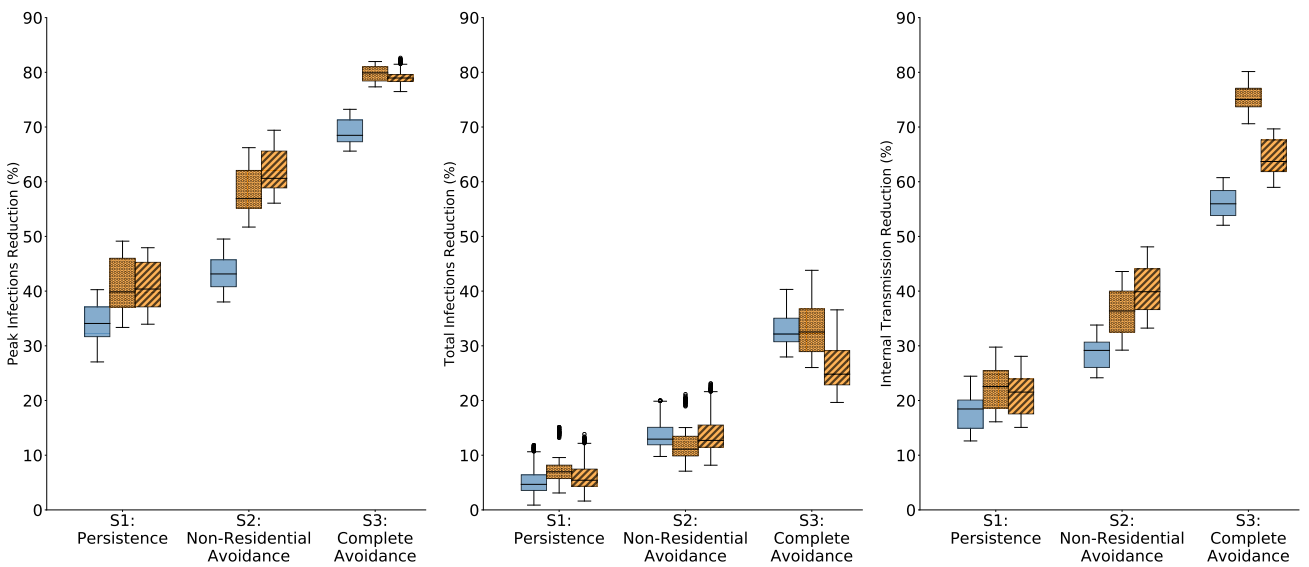 Peak Infections Reduction (%)
90
80
70
60
50
40
30
20
10
0
S1:
Persistence
S2:
Non-Residential
Avoidance
S3:
Complete
Avoidance
Total Infections Reduction (%)
90
80
70
60
50
40
30
20
10
0
S1:
Persistence
S2:
Non-Residential
Avoidance
S3:
Complete
Avoidance
Internal Transmission Reduction (%)
90
80
70
60
50
40
30
20
10
0
S1:
Persistence
S2:
Non-Residential
Avoidance
S3:
Complete
Avoidance